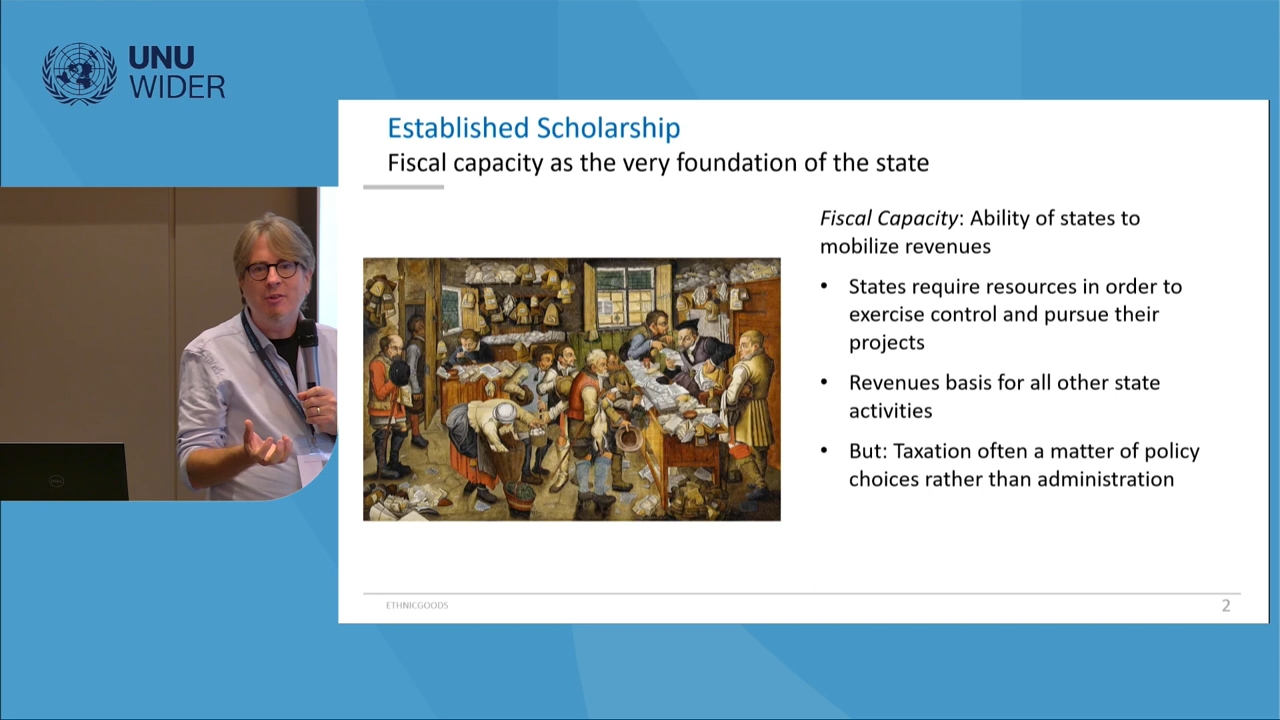 UNU
WIDER
Established Scholarship
Fiscal capacity as the very foundation of the state
Fiscal Capacity: Ability of states to
mobilize revenues
• States require resources in order to
exercise control and pursue their
projects
• Revenues basis for all other state
activities
• But: Taxation often a matter of policy
choices rather than administration
ETHNICGOODS
2